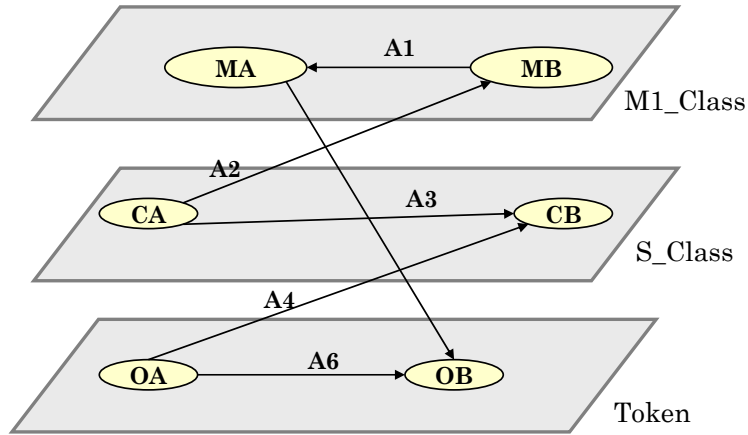 A1
MA
MB
M1_Class
A2
A3
CA
CB
S_Class
A4
A6
OA
OB
Token